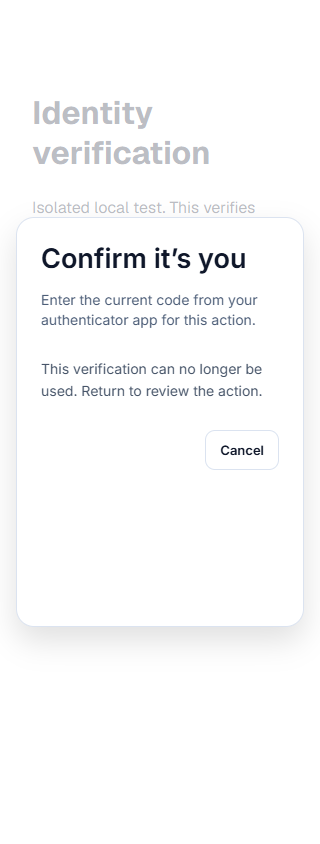 Identity
verification
Isolated local test. This verifies
Confirm it’s you
Enter the current code from your
authenticator app for this action.
This verification can no longer be
used. Return to review the action.
Cancel